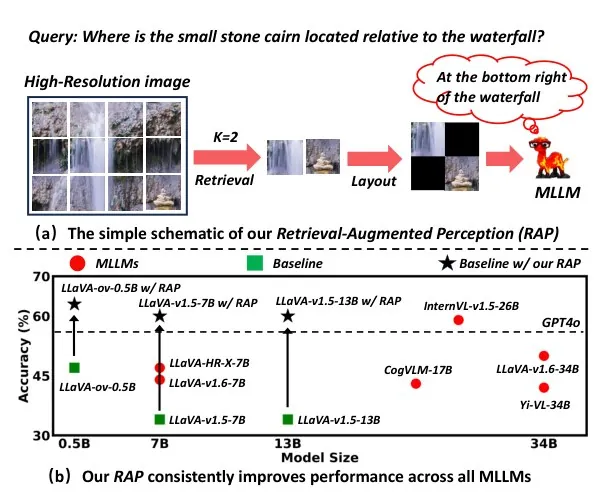 Query: Where is the small stone cairn located relative to the waterfall?
High-Resolution image
K=2
Retrieval
Layout
At the bottom right
of the waterfall
MLLM
(a) The simple schematic of our Retrieval-Augmented Perception (RAP)
MLLMs
Baseline
Baseline w/ our RAP
Accuracy (%)
70
60
45
30
LLaVA-ov-0.5B w/ RAP
LLaVA-v1.5-7B w/ RAP
LLaVA-v1.5-13B w/ RAP
InternVL-v1.5-26B
GPT4o
LLaVA-HR-X-7B
LLaVA-v1.6-7B
LLaVA-ov-0.5B
CogVLM-17B
LLaVA-v1.6-34B
Yi-VL-34B
LLaVA-v1.5-7B
LLaVA-v1.5-13B
0.5B
7B
13B
34B
Model Size
(b) Our RAP consistently improves performance across all MLLMs